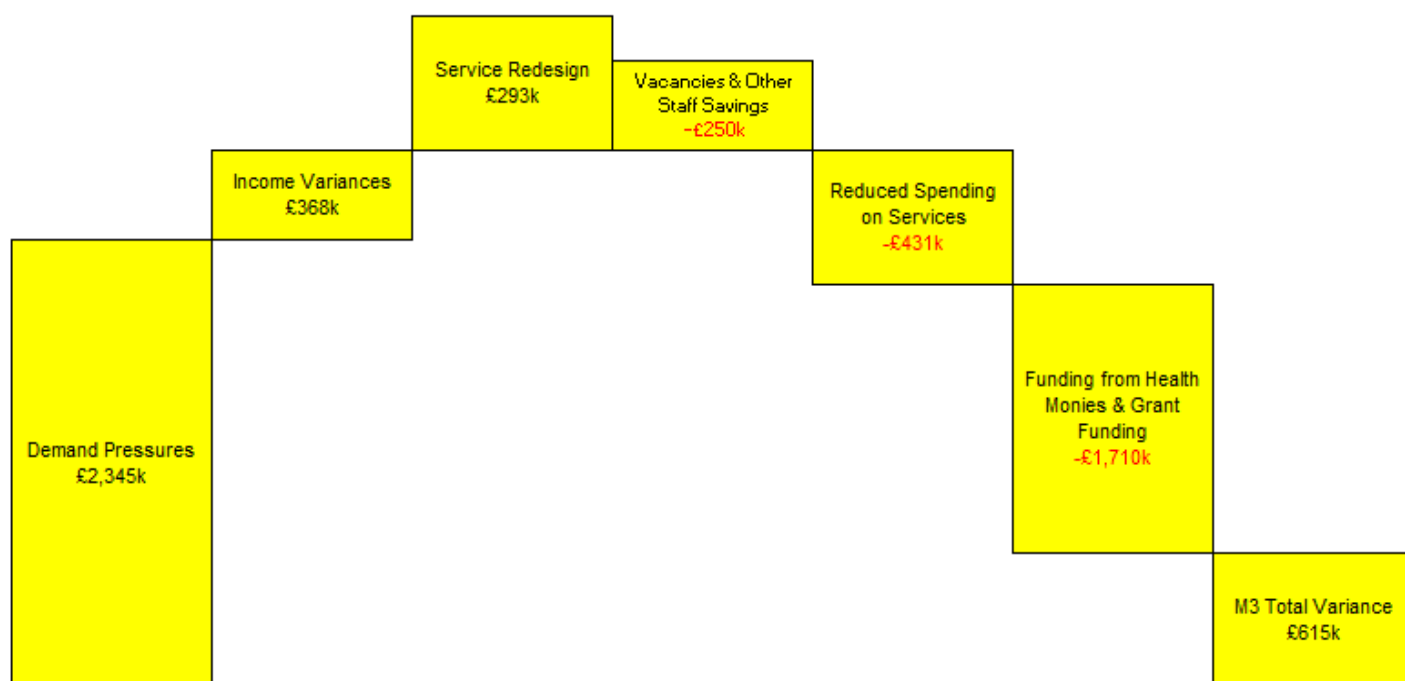 Demand Pressures
£2,345k
Income Variances
£368k
Service Redesign
£293k
Vacancies & Other
Staff Savings
-£250k
Reduced Spending
on Services
-£431k
Funding from Health
Monies & Grant
Funding
-£1,710k
M3 Total Variance
£615k